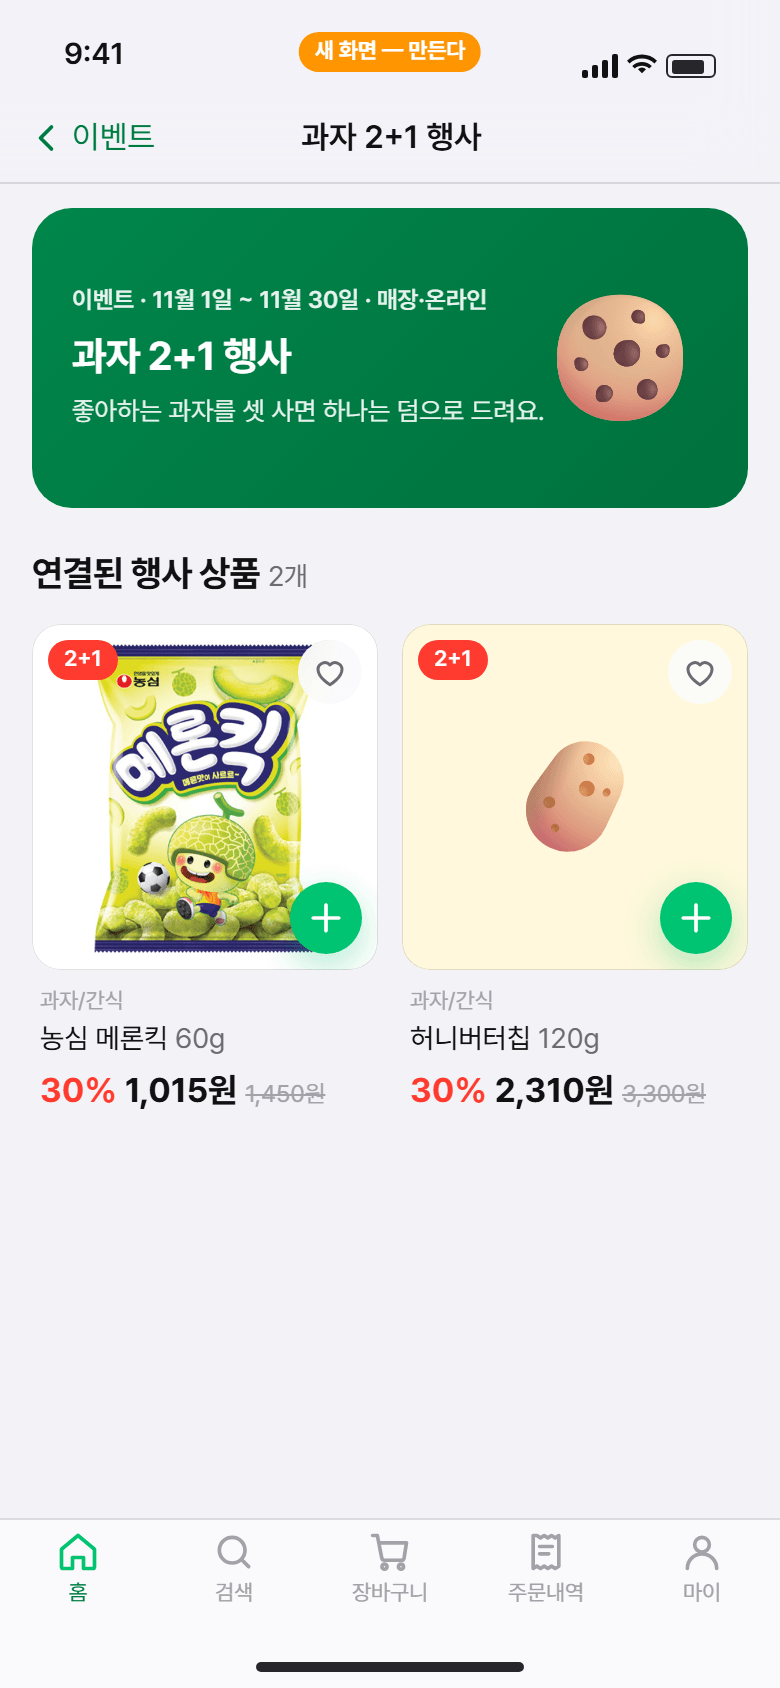 9:41
새 화면 — 만든다
이벤트
과자 2+1 행사
이벤트 · 11월 1일 ~ 11월 30일 · 매장·온라인
과자 2+1 행사
좋아하는 과자를 셋 사면 하나는 덤으로 드려요.
연결된 행사 상품 2개
2+1
농심
메론킥
메론맛이 사르르~
2+1
과자/간식
농심 메론킥 60g
30% 1,015원 1,450원
과자/간식
허니버터칩 120g
30% 2,310원 3,300원
홈
검색
장바구니
주문내역
마이